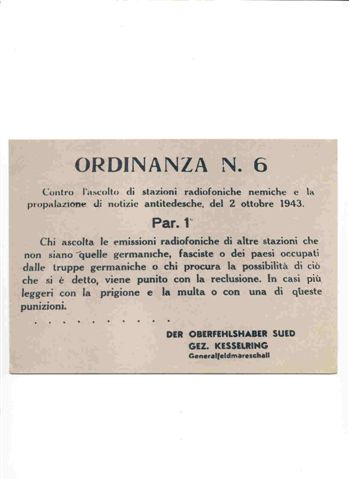 ORDINANZA N. 6
Contro l'ascolto di stazioni radiofoniche nemiche e la
propalazione di notizie antitedesche, del 2 ottobre 1943.
Par. 1°
Chi ascolta le emissioni radiofoniche di altre stazioni che
non siano quelle germaniche, fasciste o dei paesi occupati
dalle truppe germaniche o chi procura la possibilità di ciò
che si è detto, viene punito con la reclusione. In casi più
leggeri con la prigione e la multa o con una di queste
punizioni.
. . . . . . . . . .
DER OBERFEHLSHABER SUED
GEZ. KESSELRING
Generalfeldmareschall